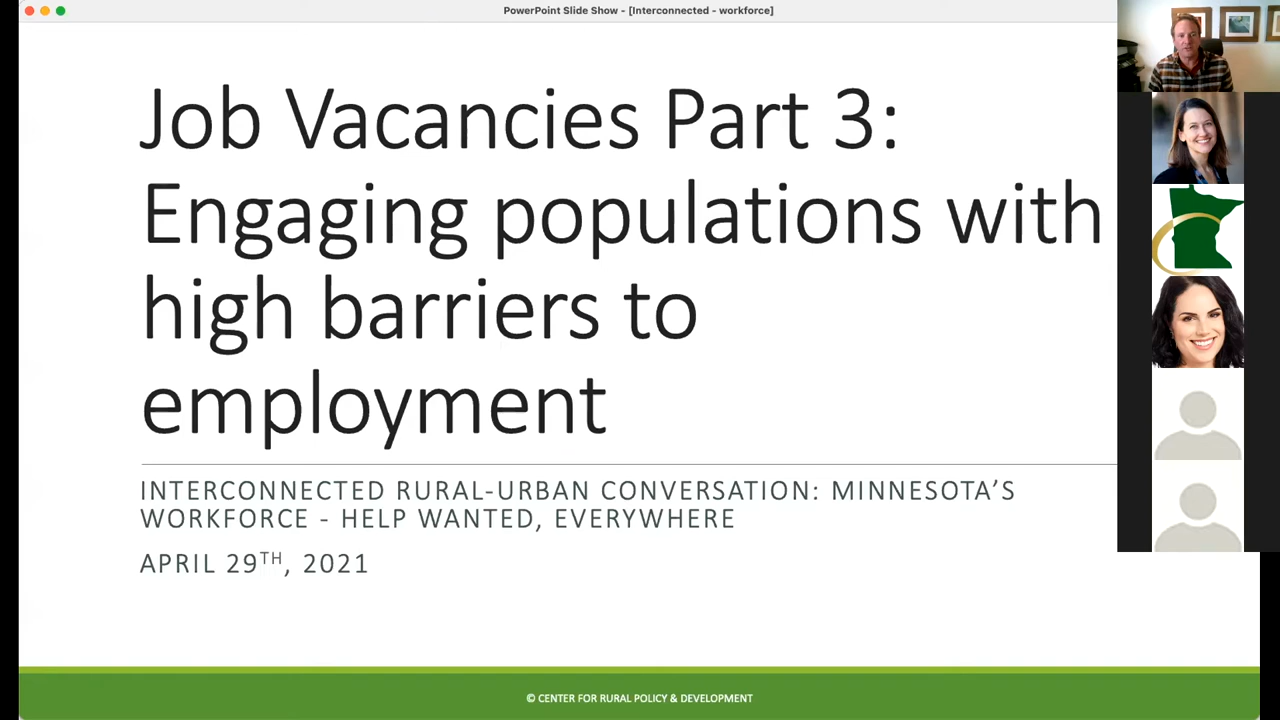 PowerPoint Slide Show - [Interconnected - workforce]
Job Vacancies Part 3:
Engaging populations with
high barriers to
employment
INTERCONNECTED RURAL-URBAN CONVERSATION: MINNESOTA’S
WORKFORCE - HELP WANTED, EVERYWHERE
APRIL 29TH, 2021
© CENTER FOR RURAL POLICY & DEVELOPMENT